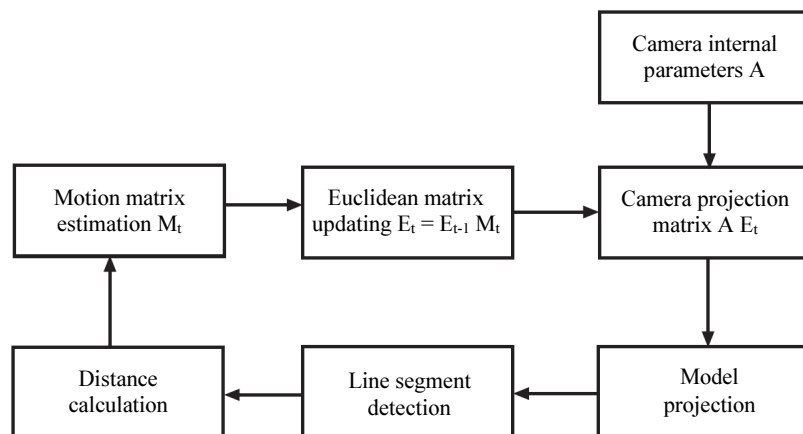 Camera internal
parameters A
Motion matrix
estimation Mₜ
Euclidean matrix
updating Eₜ = Eₜ₋₁ Mₜ
Camera projection
matrix A Eₜ
Distance
calculation
Line segment
detection
Model
projection